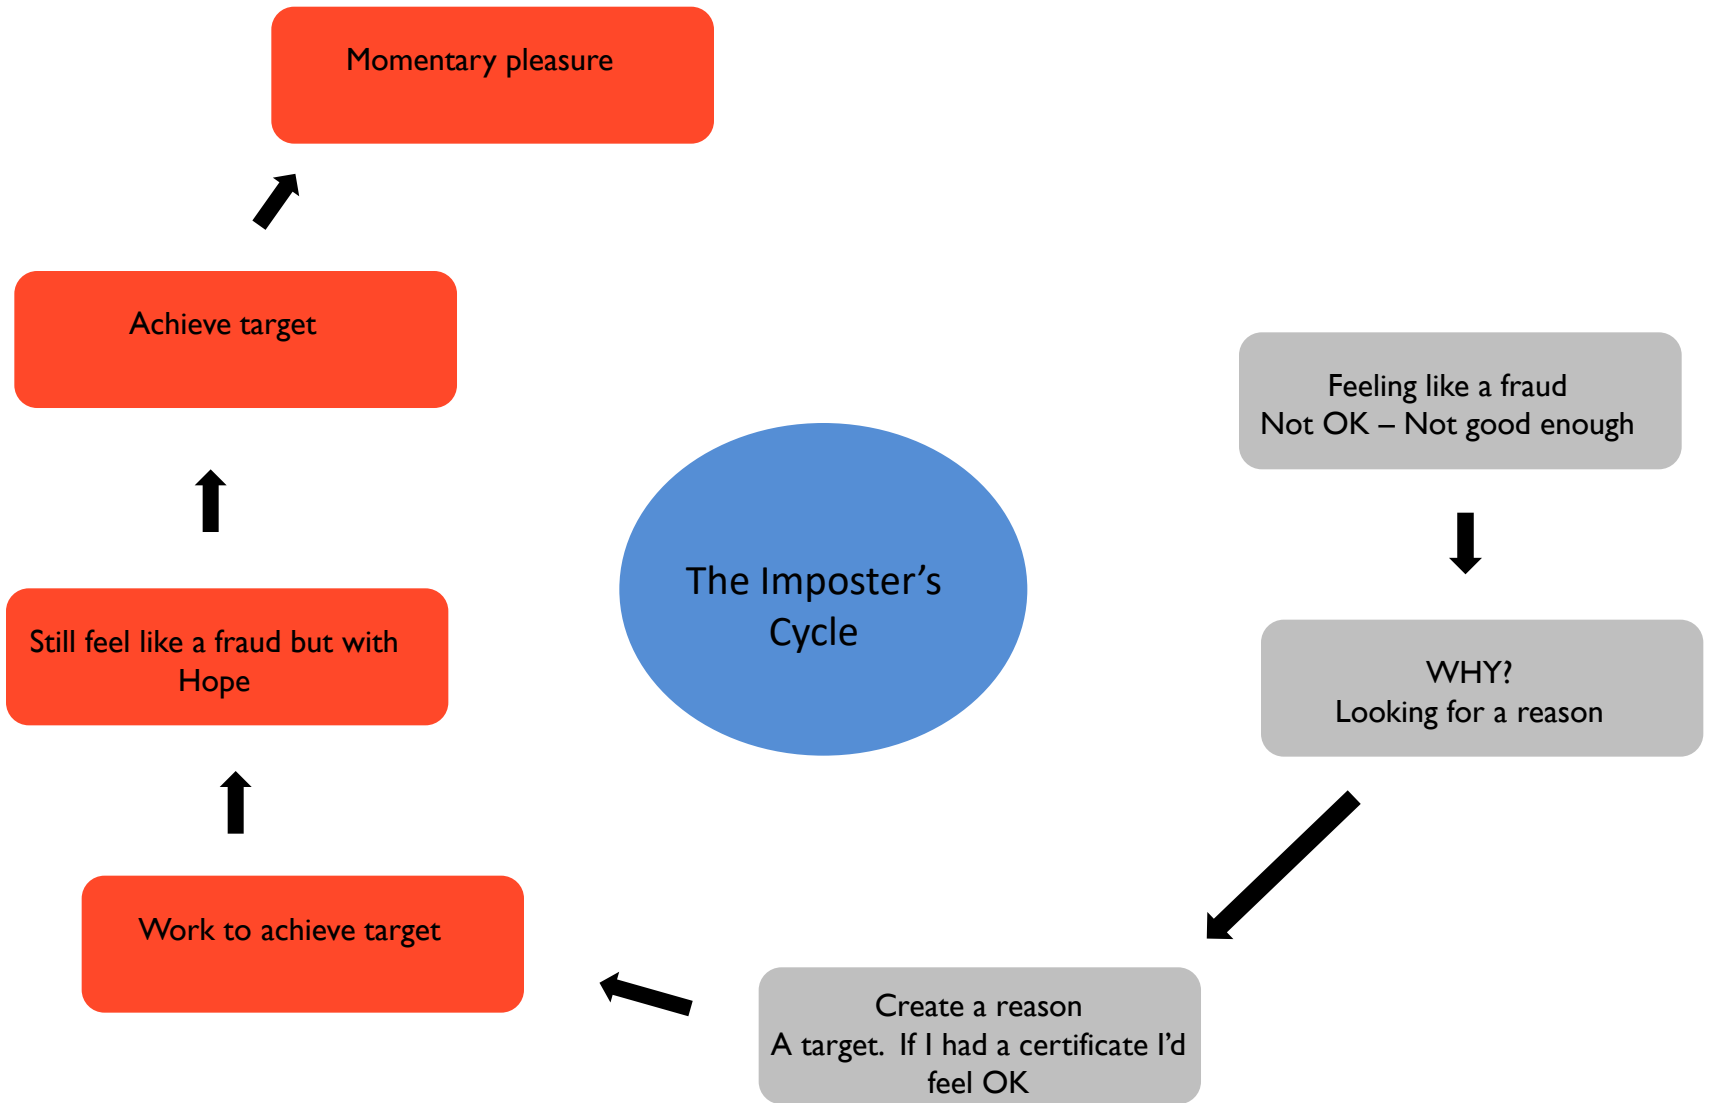 Momentary pleasure
Achieve target
Feeling like a fraud
Not OK – Not good enough
The Imposter’s
Cycle
Still feel like a fraud but with
Hope
WHY?
Looking for a reason
Work to achieve target
Create a reason
A target.  If I had a certificate I’d
feel OK